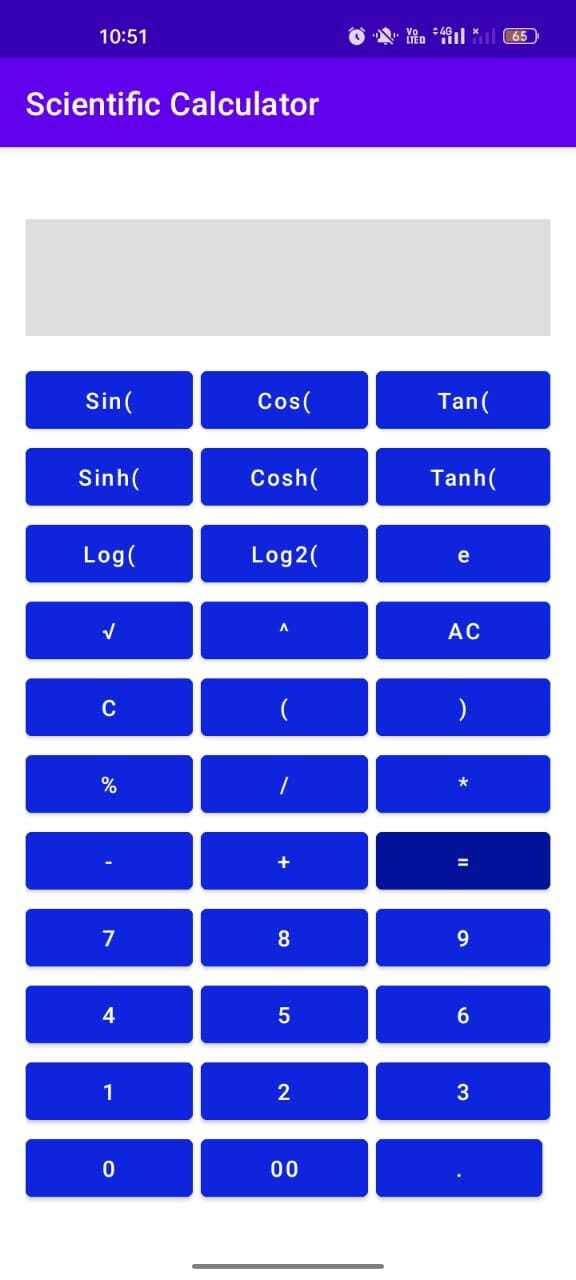 10:51 Vo LTE D 4G 65
Scientific Calculator
Sin( Cos( Tan(
Sinh( Cosh( Tanh(
Log( Log2( e
√ ^ AC
C ( )
% / *
- + =
7 8 9
4 5 6
1 2 3
0 00 .